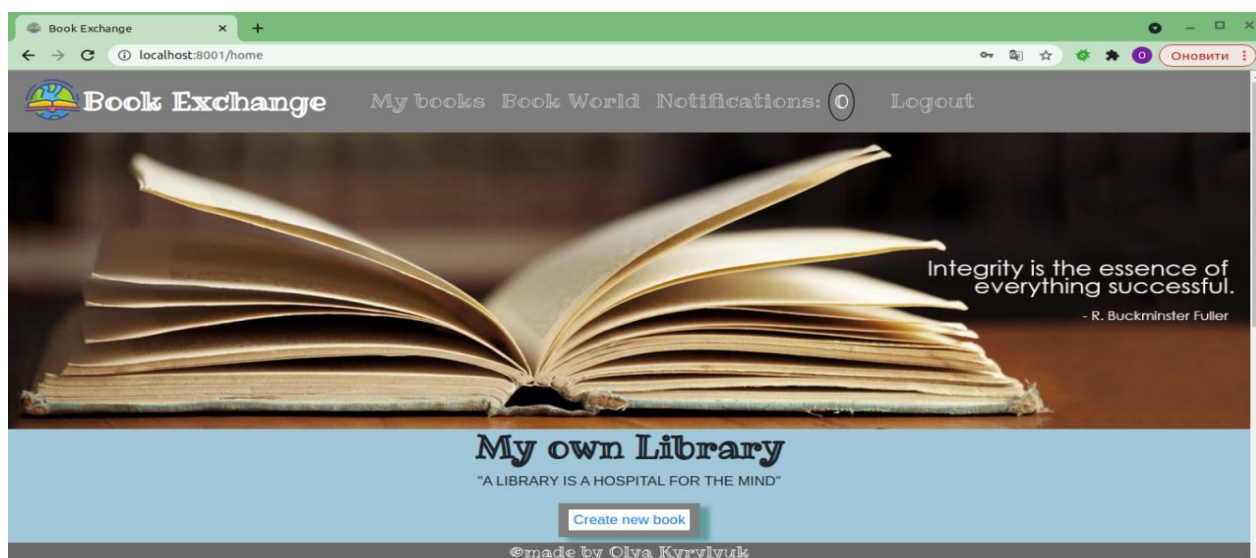 Book Exchange
localhost:8001/home
O
Оновити
Book Exchange My books Book World Notifications: 0 Logout
Integrity is the essence of
everything successful.
- R. Buckminster Fuller
My own Library
"A LIBRARY IS A HOSPITAL FOR THE MIND"
Create new book
©made by Olya Kyrylyuk